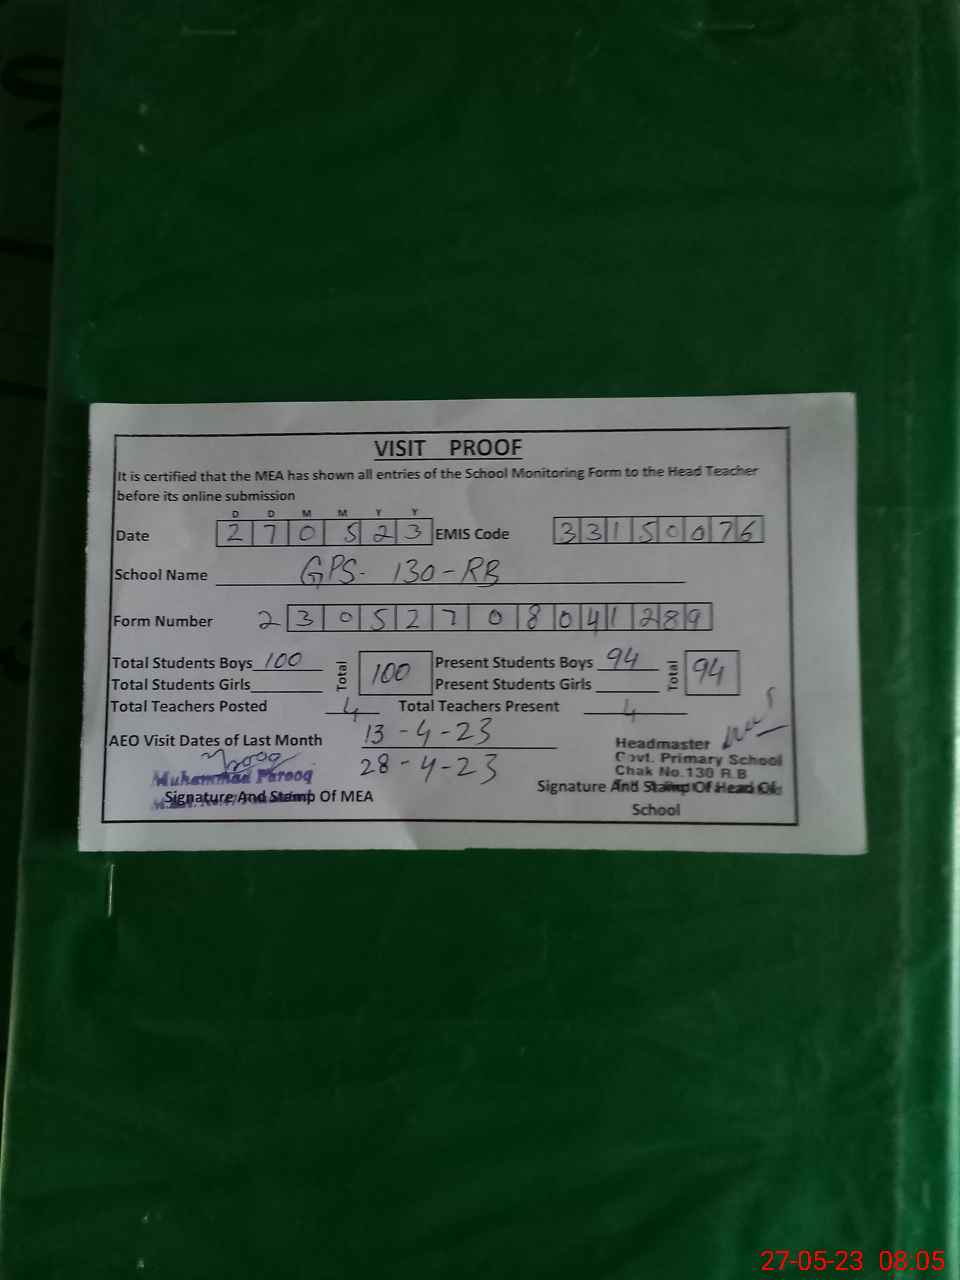 VISIT PROOF
It is certified that the MEA has shown all entries of the School Monitoring Form to the Head Teacher
before its online submission
D D M M Y Y
Date 2 7 0 5 2 3 EMIS Code 3 3 1 5 0 0 7 6
School Name GPS- 130-RB
Form Number 2 3 0 5 2 7 0 8 0 4 1 2 8 9
Total Students Boys 100 Total 100 Present Students Boys 94 Total 94
Total Students Girls Present Students Girls
Total Teachers Posted 4 Total Teachers Present 4
AEO Visit Dates of Last Month 13-4-23
28-4-23
Headmaster
Govt. Primary School
Chak No.130 R.B
Muhammad Farooq
Signature And Stamp Of MEA
Signature And Stamp Of Head Of
School
27-05-23 08:05